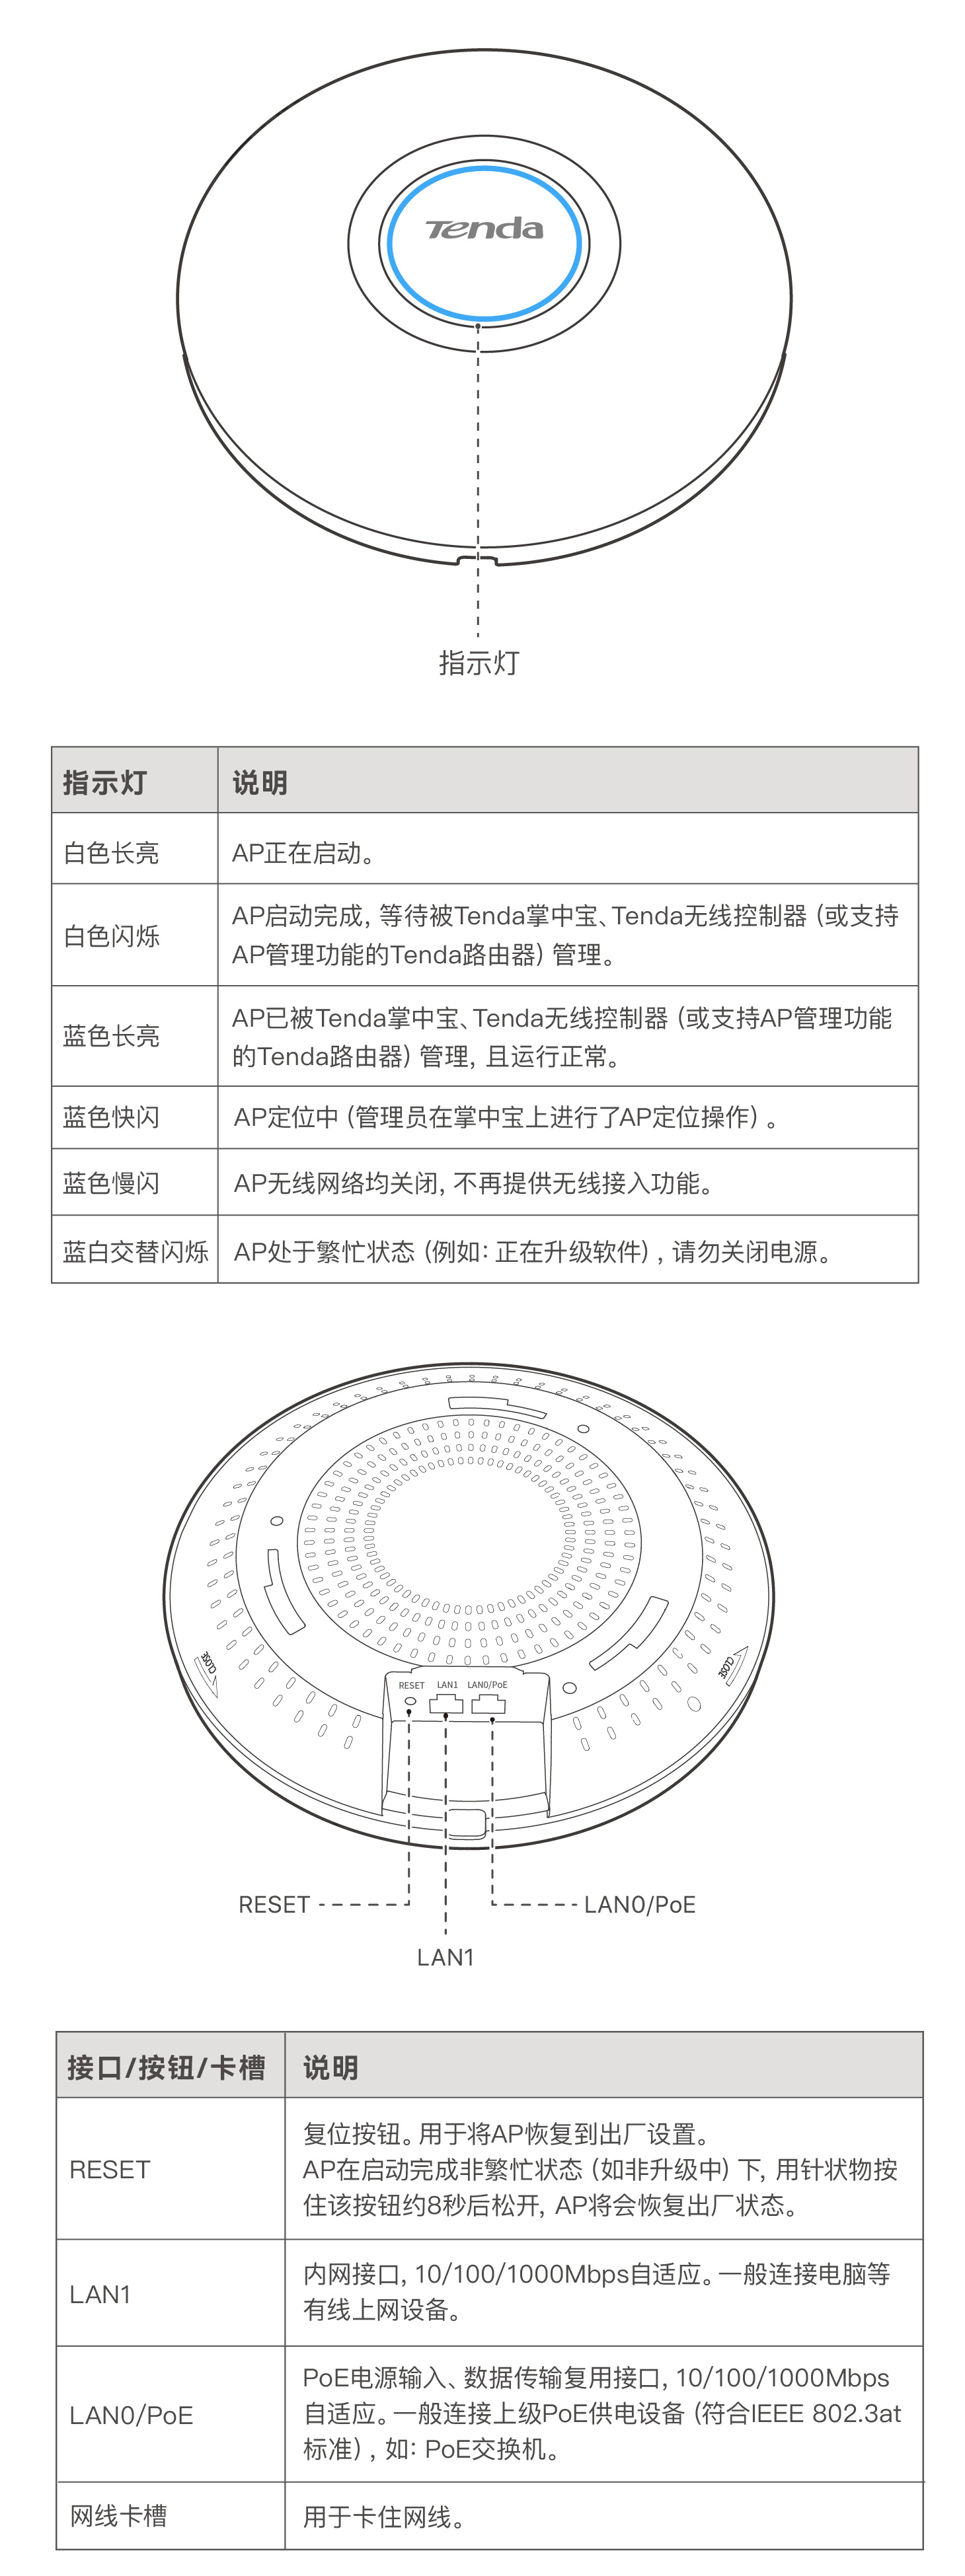 Tenda
指示灯
指示灯 说明
白色长亮 AP正在启动。
白色闪烁 AP启动完成，等待被Tenda掌中宝、Tenda无线控制器（或支持
AP管理功能的Tenda路由器）管理。
蓝色长亮 AP已被Tenda掌中宝、Tenda无线控制器（或支持AP管理功能
的Tenda路由器）管理，且运行正常。
蓝色快闪 AP定位中（管理员在掌中宝上进行了AP定位操作）。
蓝色慢闪 AP无线网络均关闭，不再提供无线接入功能。
蓝白交替闪烁 AP处于繁忙状态（例如：正在升级软件），请勿关闭电源。
CLOSE
CLOSE
RESET LAN1 LAN0/PoE
RESET
LAN0/PoE
LAN1
接口/按钮/卡槽 说明
RESET 复位按钮。用于将AP恢复到出厂设置。
AP在启动完成非繁忙状态（如非升级中）下，用针状物按
住该按钮约8秒后松开，AP将会恢复出厂状态。
LAN1 内网接口，10/100/1000Mbps自适应。一般连接电脑等
有线上网设备。
LAN0/PoE PoE电源输入、数据传输复用接口，10/100/1000Mbps
自适应。一般连接上级PoE供电设备（符合IEEE 802.3at
标准），如：PoE交换机。
网线卡槽 用于卡住网线。